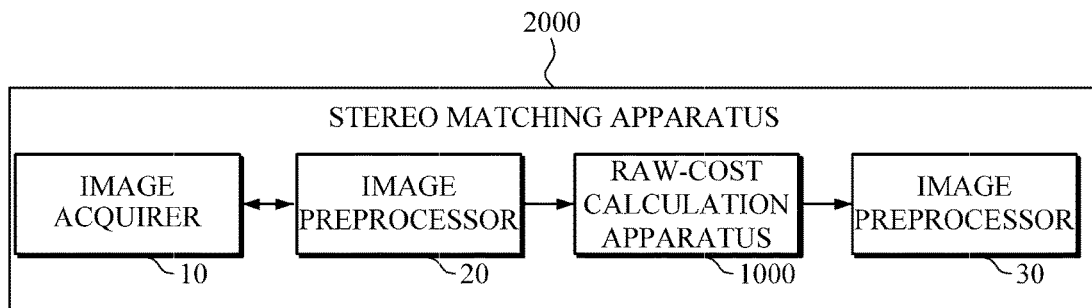 2000
STEREO MATCHING APPARATUS
IMAGE
ACQUIRER
10
IMAGE
PREPROCESSOR
20
RAW-COST
CALCULATION
APPARATUS
1000
IMAGE
PREPROCESSOR
30